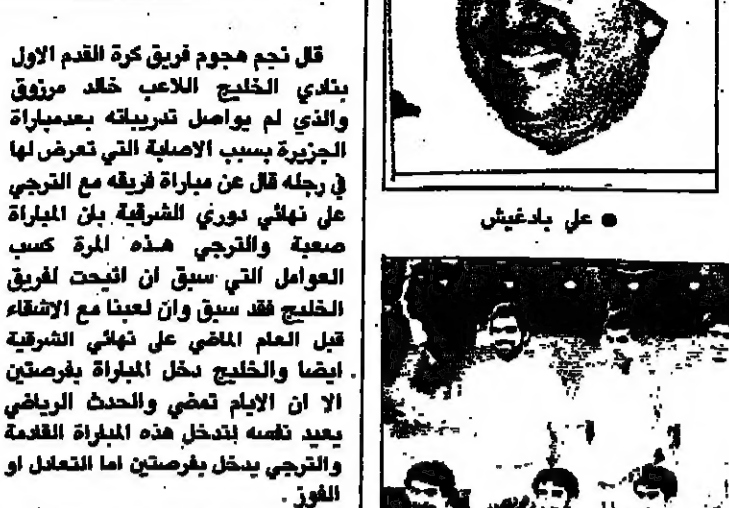 قال نجم هجوم فريق كرة القدم الاول
بنادي الخليج اللاعب خالد مرزوق
والذي لم يواصل تدريباته بعدمباراة
الجزيرة بسبب الاصابة التي تعرض لها
في رجله قال عن مباراة فريقه مع الترجي
على نهائي دوري الشرقية بان المباراة
صعبة والترجي هذه المرة كسب
العوامل التي سبق ان اتيحت لفريق
الخليج فقد سبق وان لعبنا مع الاشقاء
قبل العام الماضي على نهائي الشرقية
ايضا والخليج دخل المباراة بفرصتين
الا ان الايام تمضي والحدث الرياضي
يعيد نفسه لتدخل هذه المباراة القادمة
والترجي يدخل بفرصتين اما التعادل او
الفوز .
● علي بادغيش